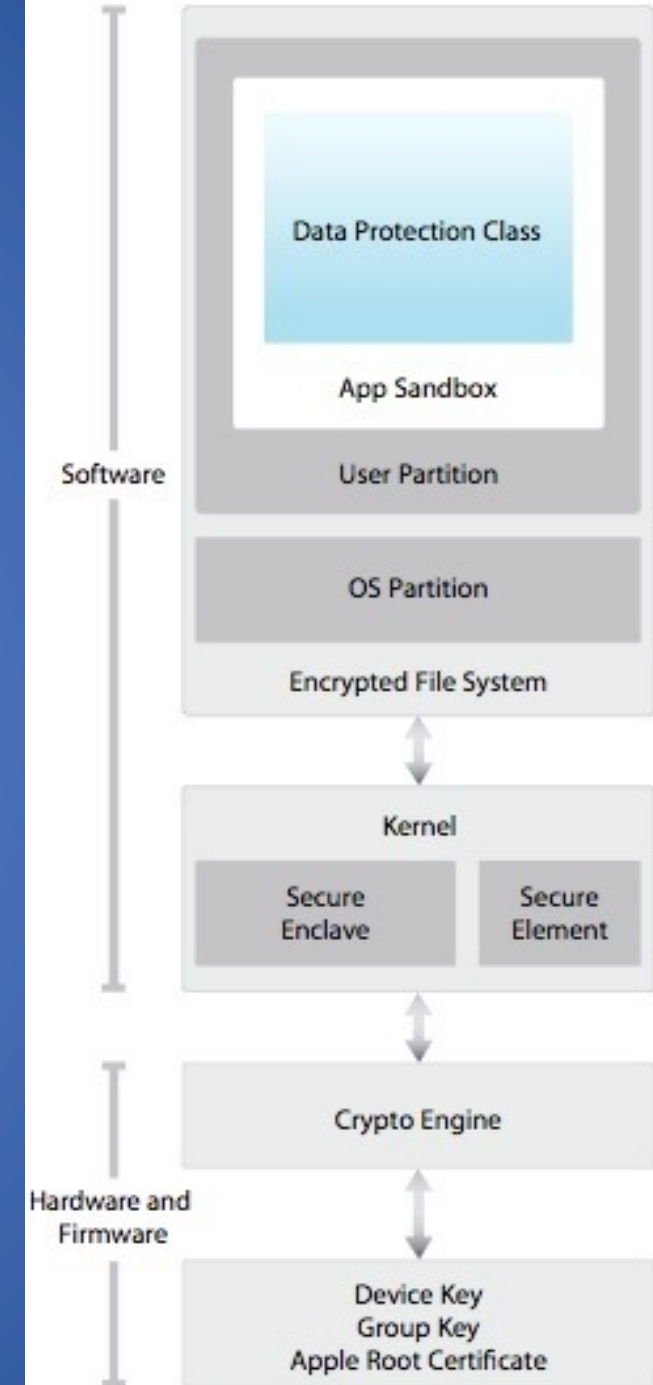 Data Protection Class
App Sandbox
User Partition
OS Partition
Encrypted File System
Software
Kernel
Secure
Enclave
Secure
Element
Crypto Engine
Hardware and
Firmware
Device Key
Group Key
Apple Root Certificate